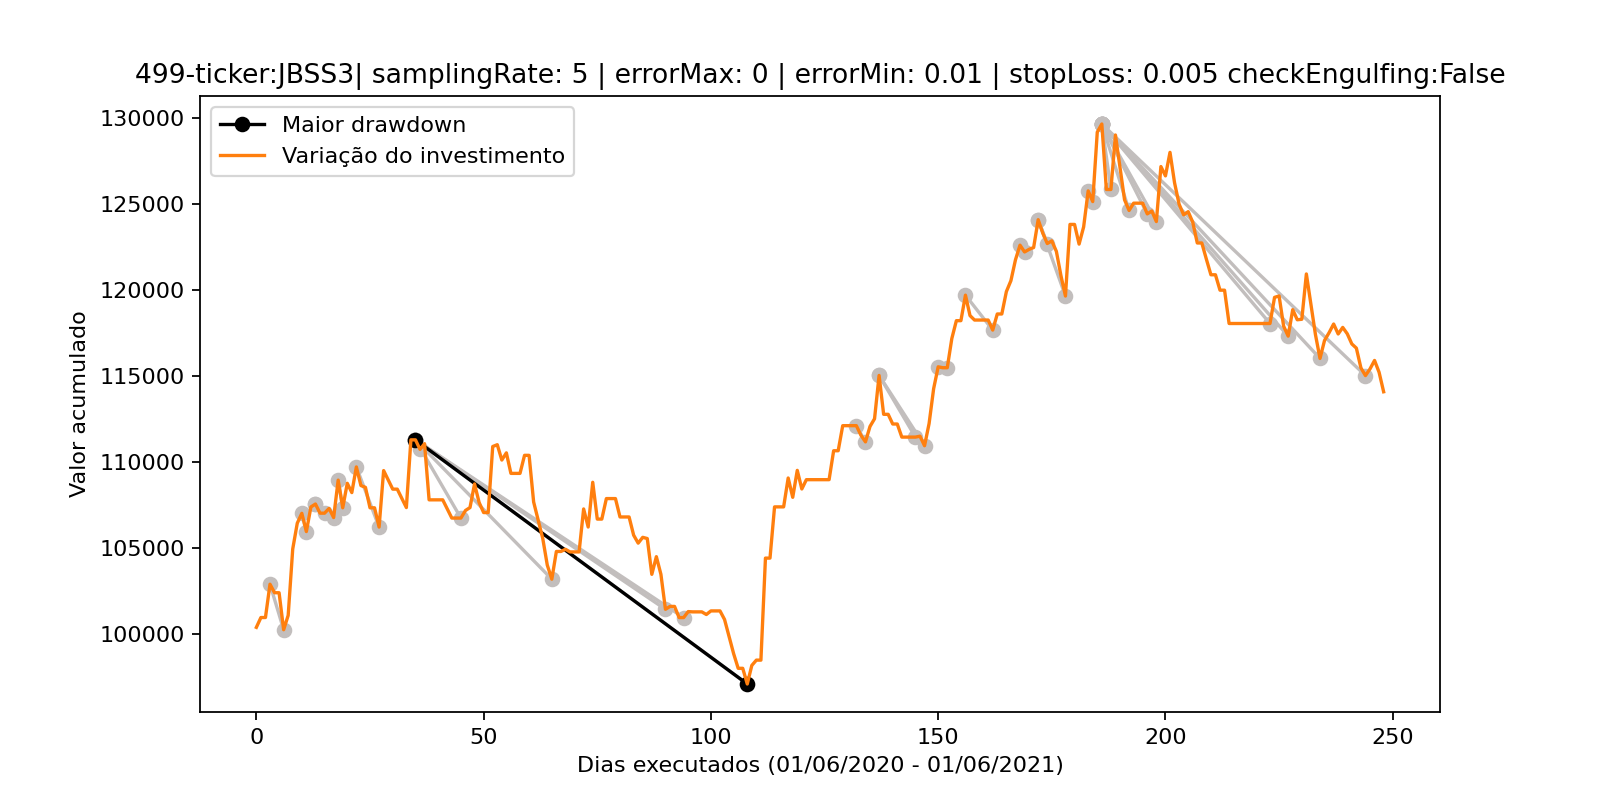 499-ticker:JBSS3| samplingRate: 5 | errorMax: 0 | errorMin: 0.01 | stopLoss: 0.005 checkEngulfing:False
Maior drawdown
Variação do investimento
130000
125000
120000
115000
110000
105000
100000
Valor acumulado
0 50 100 150 200 250
Dias executados (01/06/2020 - 01/06/2021)